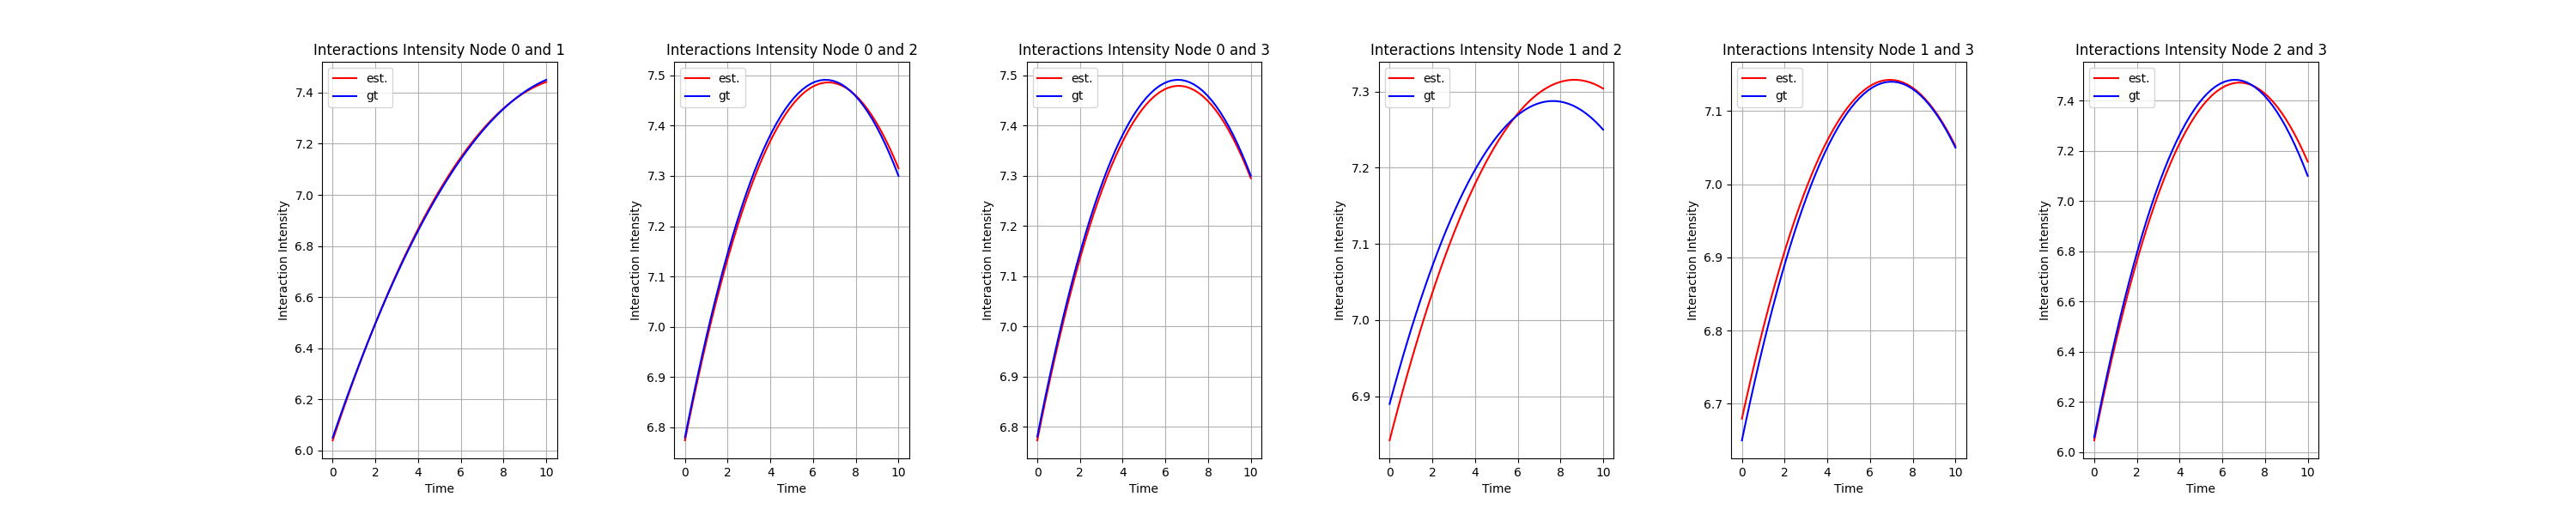 Interactions Intensity Node 0 and 1
est.
gt
Interaction Intensity
7.4
7.2
7.0
6.8
6.6
6.4
6.2
6.0
0 2 4 6 8 10
Time
Interactions Intensity Node 0 and 2
est.
gt
Interaction Intensity
7.5
7.4
7.3
7.2
7.1
7.0
6.9
6.8
0 2 4 6 8 10
Time
Interactions Intensity Node 0 and 3
est.
gt
Interaction Intensity
7.5
7.4
7.3
7.2
7.1
7.0
6.9
6.8
0 2 4 6 8 10
Time
Interactions Intensity Node 1 and 2
est.
gt
Interaction Intensity
7.3
7.2
7.1
7.0
6.9
0 2 4 6 8 10
Time
Interactions Intensity Node 1 and 3
est.
gt
Interaction Intensity
7.1
7.0
6.9
6.8
6.7
0 2 4 6 8 10
Time
Interactions Intensity Node 2 and 3
est.
gt
Interaction Intensity
7.4
7.2
7.0
6.8
6.6
6.4
6.2
6.0
0 2 4 6 8 10
Time